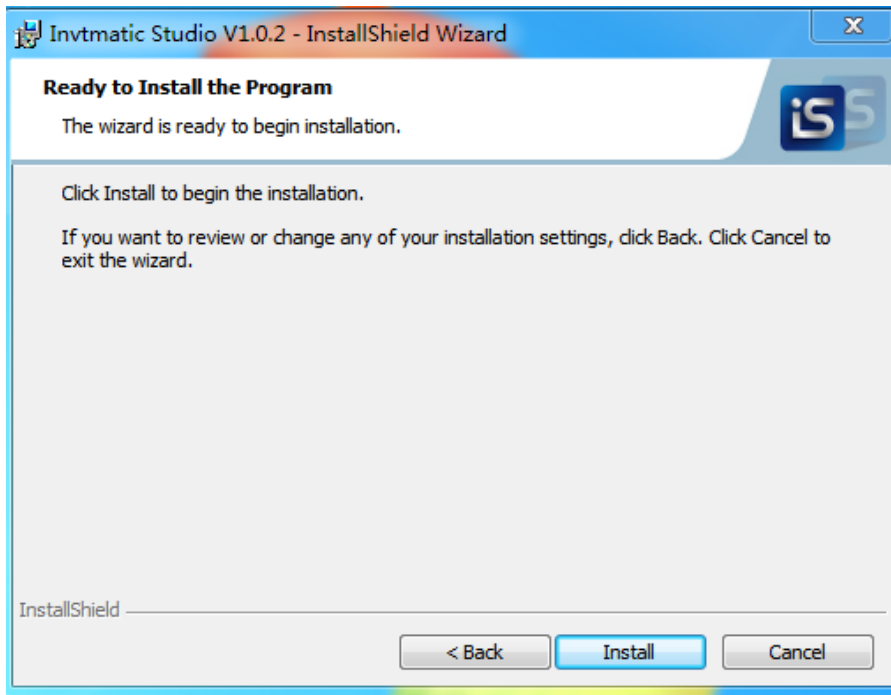 Invtmatic Studio V1.0.2 - InstallShield Wizard
Ready to Install the Program
The wizard is ready to begin installation.
iS S
Click Install to begin the installation.
If you want to review or change any of your installation settings, click Back. Click Cancel to
exit the wizard.
InstallShield
< Back
Install
Cancel